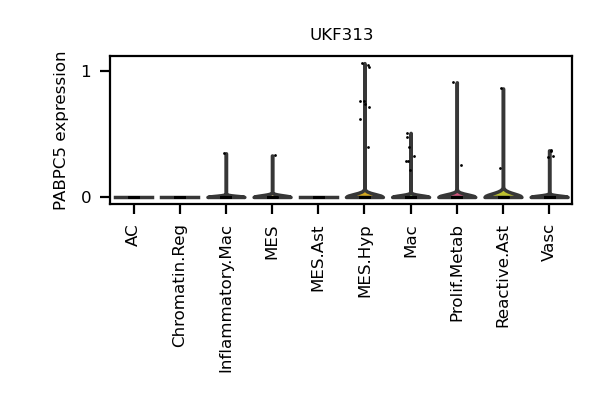 UKF313
PABPC5 expression
1
0
AC
Chromatin.Reg
Inflammatory.Mac
MES
MES.Ast
MES.Hyp
Mac
Prolif.Metab
Reactive.Ast
Vasc